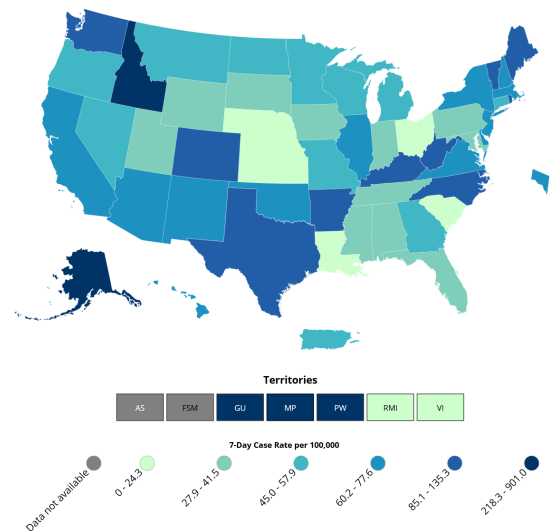 Territories
AS FSM GU MP PW RMI VI
7-Day Case Rate per 100,000
Data not available 0 - 24.3 27.9 - 41.5 45.0 - 57.9 60.2 - 77.6 85.1 - 135.3 218.3 - 901.0